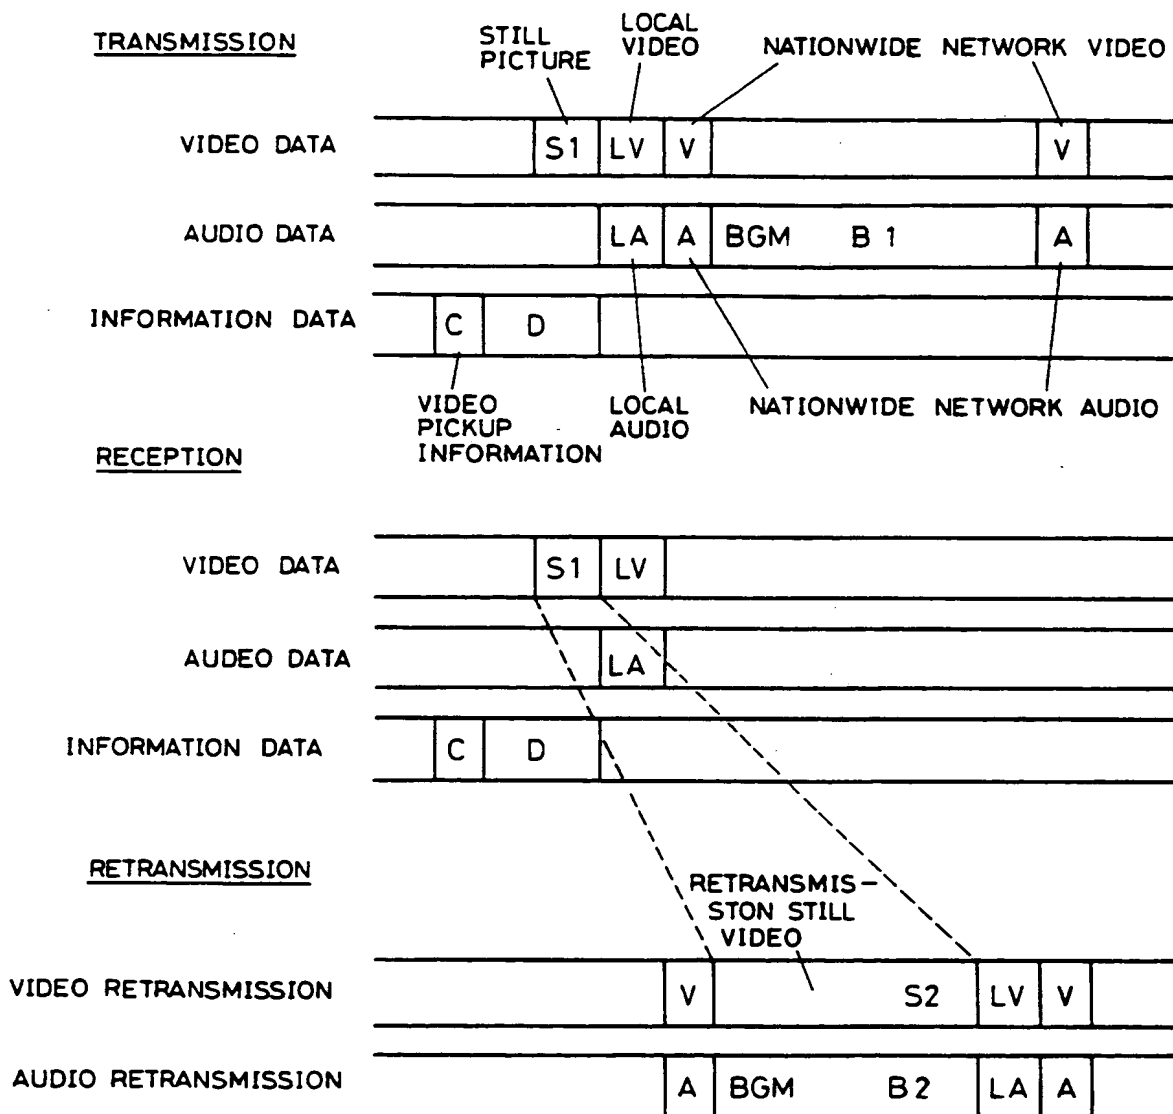 TRANSMISSION
STILL
PICTURE
LOCAL
VIDEO
NATIONWIDE NETWORK VIDEO
VIDEO DATA
S1 LV V V
AUDIO DATA
LA A BGM B1 A
INFORMATION DATA
C D
VIDEO
PICKUP
INFORMATION
LOCAL
AUDIO
NATIONWIDE NETWORK AUDIO
RECEPTION
VIDEO DATA
S1 LV
AUDEO DATA
LA
INFORMATION DATA
C D
RETRANSMISSION
RETRANSMIS-
STON STILL
VIDEO
VIDEO RETRANSMISSION
V S2 LV V
AUDIO RETRANSMISSION
A BGM B2 LA A